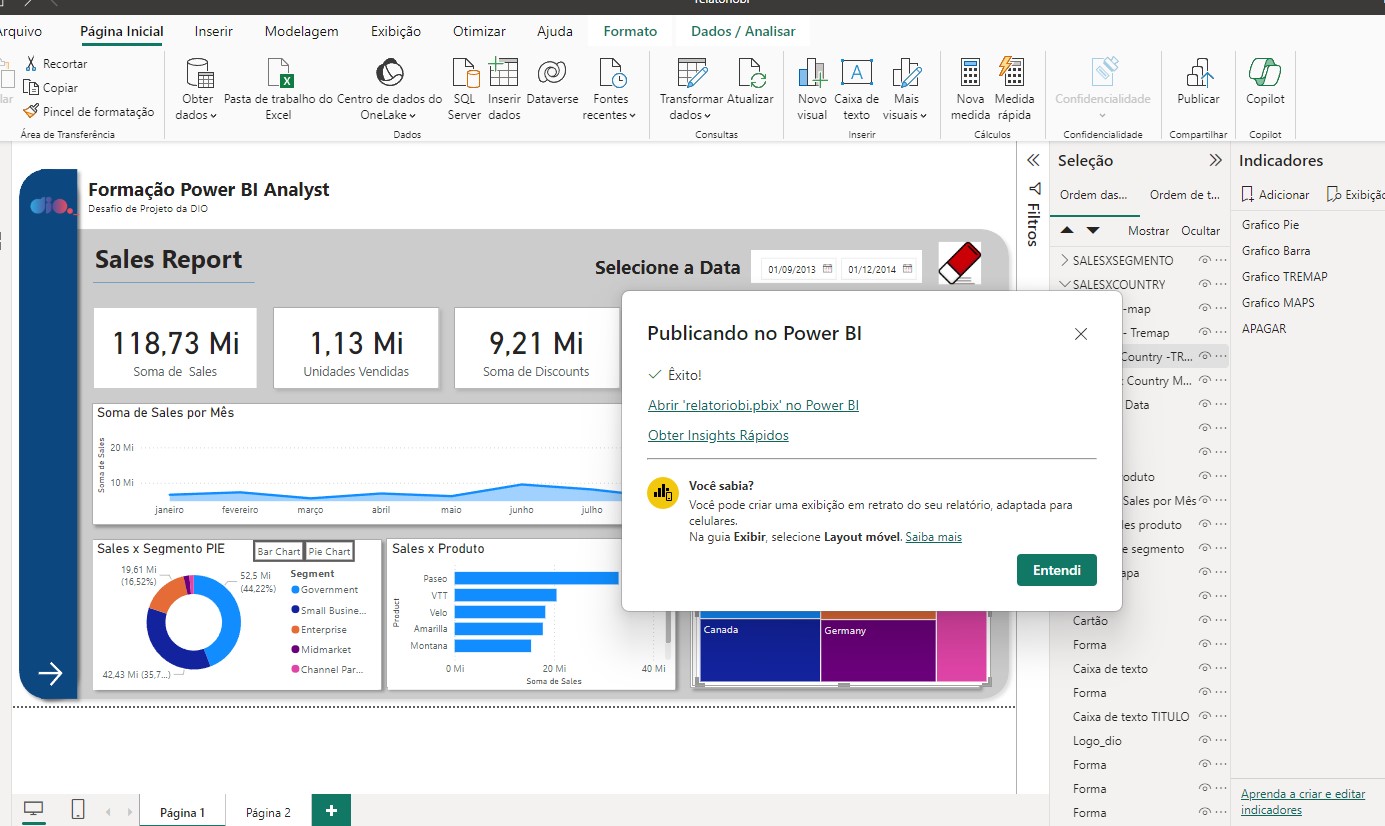 relatoriobi
Arquivo
Página Inicial
Inserir
Modelagem
Exibição
Otimizar
Ajuda
Formato
Dados / Analisar
Recortar
Copiar
Pincel de formatação
Área de Transferência
Obter dados
Pasta de trabalho do Excel
Centro de dados do OneLake
SQL Server
Inserir dados
Dataverse
Fontes recentes
Dados
Transformar dados
Atualizar
Consultas
Novo visual
Caixa de texto
Mais visuais
Inserir
Nova medida
Medida rápida
Cálculos
Confidencialidade
Confidencialidade
Publicar
Compartilhar
Copilot
Copilot
dio.
Formação Power BI Analyst
Desafio de Projeto da DIO
Sales Report
Selecione a Data
01/09/2013
01/12/2014
118,73 Mi
Soma de Sales
1,13 Mi
Unidades Vendidas
9,21 Mi
Soma de Discounts
Soma de Sales por Mês
Soma de Sales
20 Mi
10 Mi
janeiro
fevereiro
março
abril
maio
junho
julho
Sales x Segmento PIE
Bar Chart
Pie Chart
19,61 Mi
(16,52%)
52,5 Mi
(44,22%)
42,43 Mi (35,7...)
Segment
Government
Small Busine...
Enterprise
Midmarket
Channel Par...
Sales x Produto
Product
Paseo
VTT
Velo
Amarilla
Montana
0 Mi
20 Mi
40 Mi
Soma de Sales
Canada
Germany
Publicando no Power BI
Êxito!
Abrir 'relatoriobi.pbix' no Power BI
Obter Insights Rápidos
Você sabia?
Você pode criar uma exibição em retrato do seu relatório, adaptada para
celulares.
Na guia Exibir, selecione Layout móvel. Saiba mais
Entendi
Filtros
Seleção
Ordem das...
Ordem de t...
Mostrar
Ocultar
SALESXSEGMENTO
SALESXCOUNTRY
-map
- Tremap
Country -TR...
Country M...
Data
oduto
Sales por Mês
les produto
e segmento
apa
Cartão
Forma
Caixa de texto
Forma
Caixa de texto TITULO
Logo_dio
Forma
Forma
Forma
Indicadores
Adicionar
Exibição
Grafico Pie
Grafico Barra
Grafico TREMAP
Grafico MAPS
APAGAR
Aprenda a criar e editar
indicadores
Página 1
Página 2